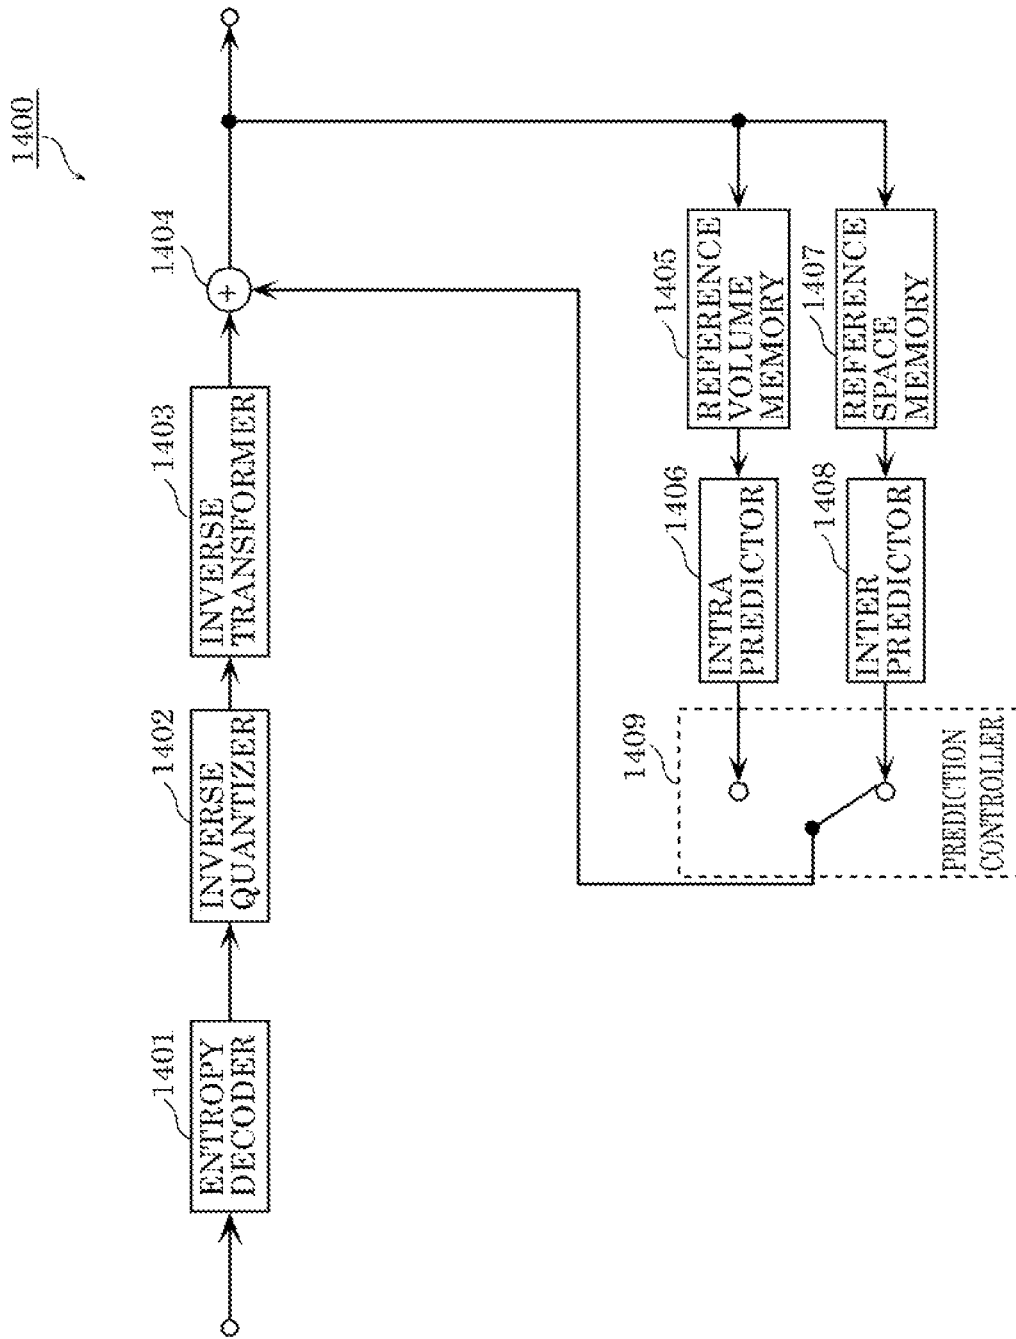 1400
1401
ENTROPY
DECODER
1402
INVERSE
QUANTIZER
1403
INVERSE
TRANSFORMER
1404
+
1405
REFERENCE
VOLUME
MEMORY
1406
INTRA
PREDICTOR
1407
REFERENCE
SPACE
MEMORY
1408
INTER
PREDICTOR
1409
PREDICTION
CONTROLLER